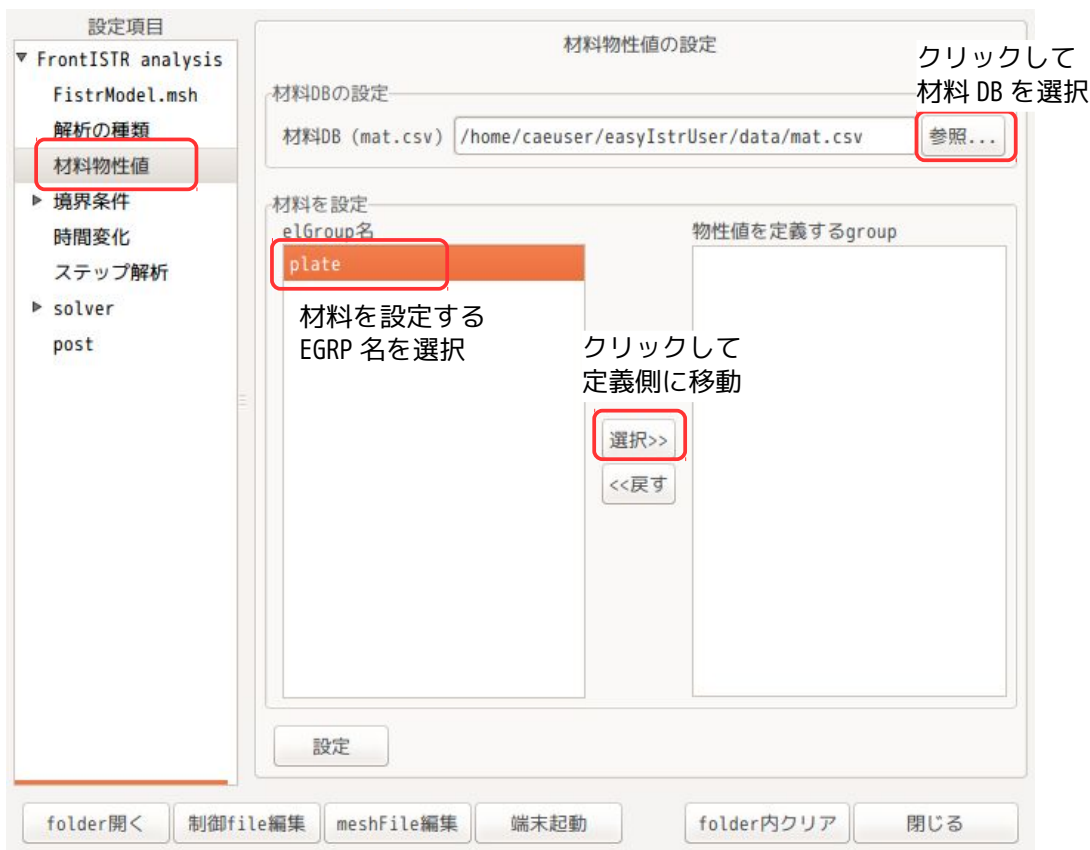 設定項目
▼ FrontISTR analysis
FistrModel.msh
解析の種類
材料物性値
▶ 境界条件
時間変化
ステップ解析
▶ solver
post
材料物性値の設定
クリックして
材料 DB を選択
材料DBの設定
材料DB (mat.csv)
/home/caeuser/easyIstrUser/data/mat.csv
参照...
材料を設定
elGroup名
物性値を定義するgroup
plate
材料を設定する
EGRP 名を選択
クリックして
定義側に移動
選択>>
<<戻す
設定
folder開く
制御file編集
meshFile編集
端末起動
folder内クリア
閉じる